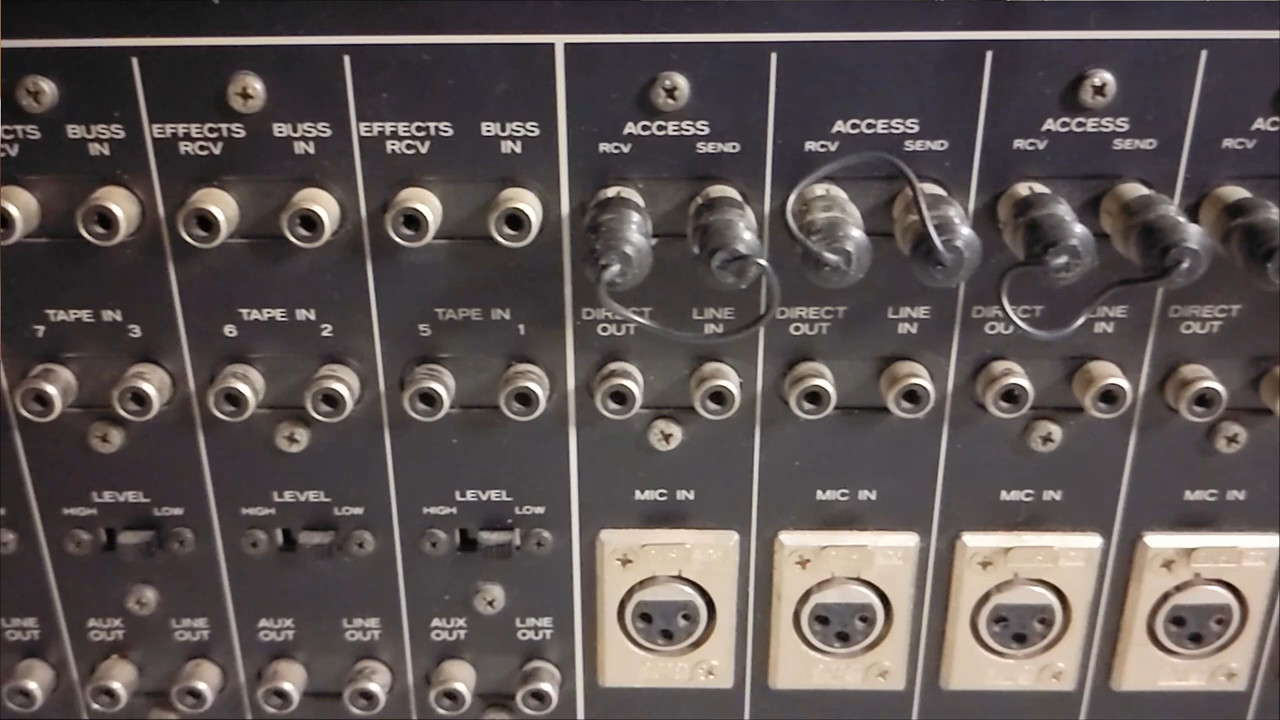 CTS BUSS EFFECTS BUSS EFFECTS BUSS ACCESS ACCESS ACCESS AC
CV IN RCV IN RCV IN RCV SEND RCV SEND RCV SEND RCV
TAPE IN TAPE IN TAPE IN DIRECT LINE DIRECT LINE DIRECT LINE DIRECT
7 3 6 2 5 1 OUT IN OUT IN OUT IN OUT
LEVEL LEVEL LEVEL MIC IN MIC IN MIC IN MIC IN
HIGH LOW HIGH LOW HIGH LOW
LINE AUX LINE AUX LINE AUX LINE
OUT OUT OUT OUT OUT OUT OUT